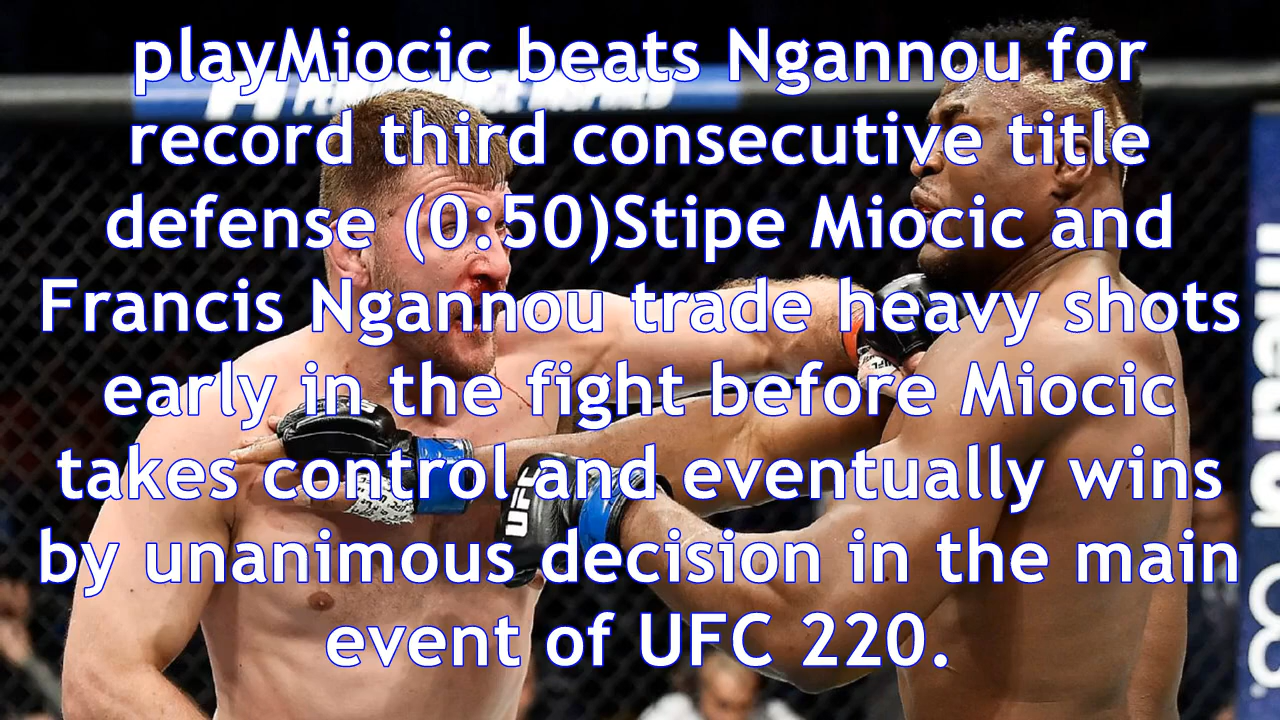 playMiocic beats Ngannou for
record third consecutive title
defense (0:50)Stipe Miocic and
Francis Ngannou trade heavy shots
early in the fight before Miocic
takes control and eventually wins
by unanimous decision in the main
event of UFC 220.
UFC